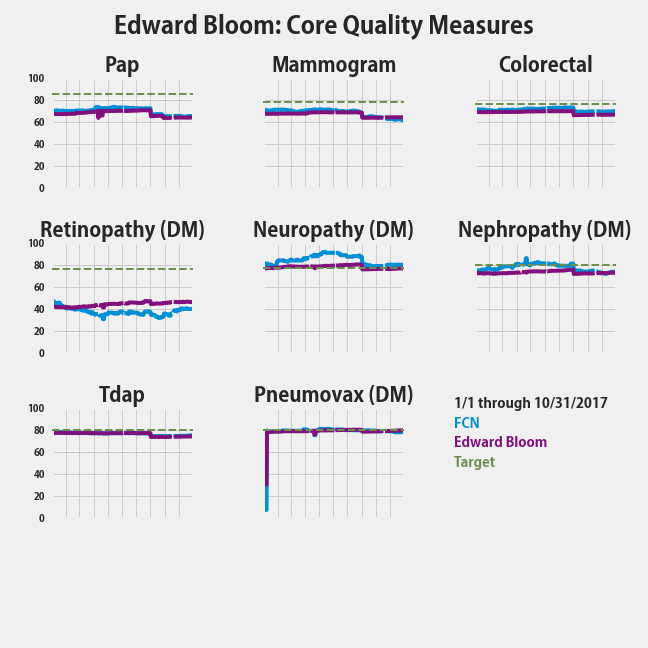 Edward Bloom: Core Quality Measures
Pap
Mammogram
Colorectal
100
80
60
40
20
0
Retinopathy (DM)
Neuropathy (DM)
Nephropathy (DM)
100
80
60
40
20
0
Tdap
Pneumovax (DM)
100
80
60
40
20
0
1/1 through 10/31/2017
FCN
Edward Bloom
Target